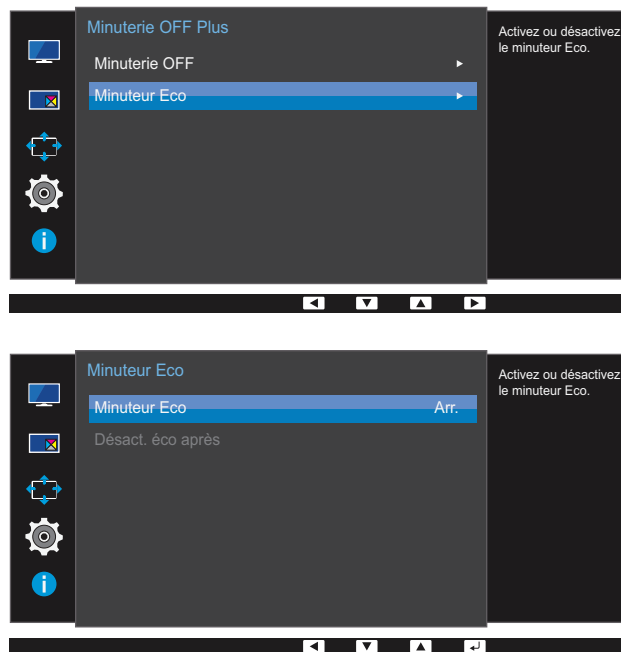 Minuterie OFF Plus
Minuterie OFF
Minuteur Eco
Activez ou désactivez
le minuteur Eco.
Minuteur Eco
Minuteur Eco Arr.
Désact. éco après
Activez ou désactivez
le minuteur Eco.